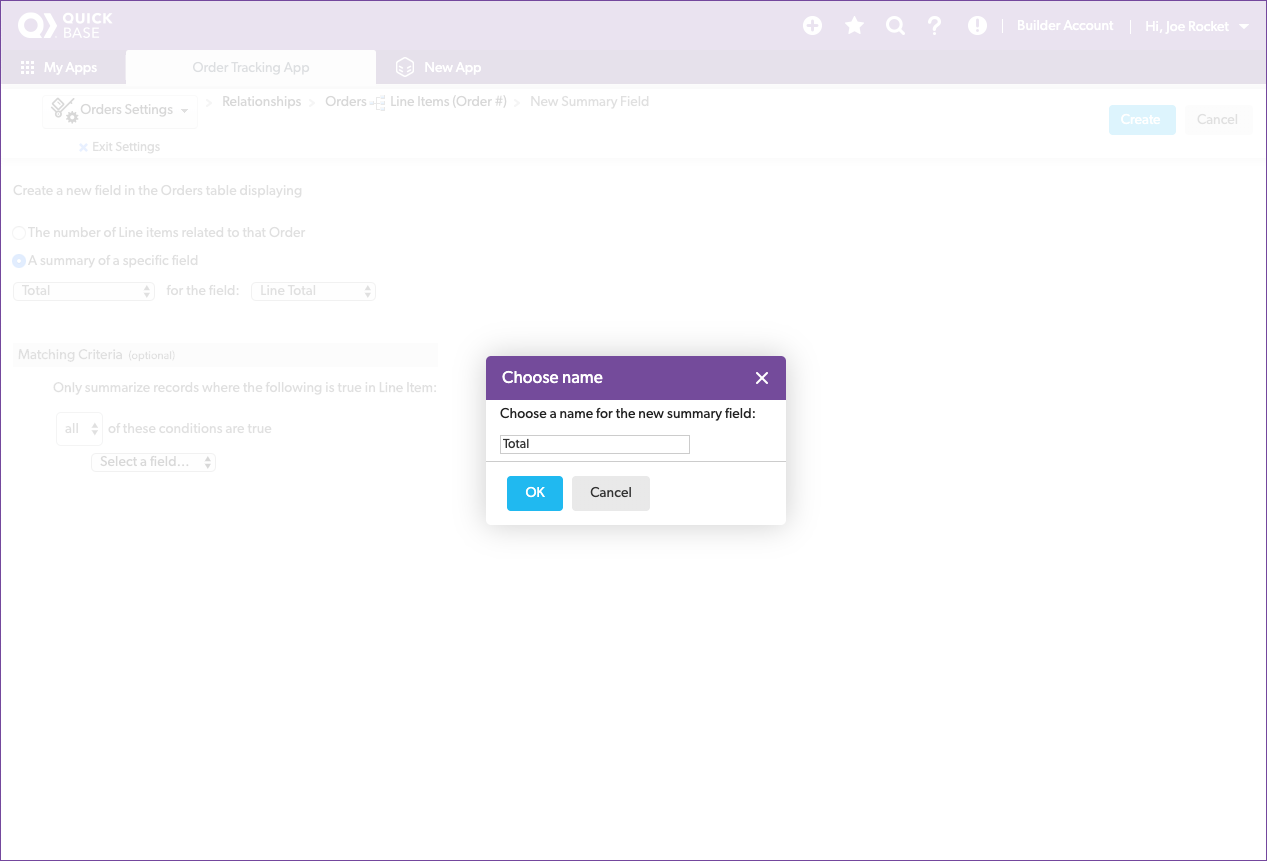 QUICK
BASE
Builder Account
Hi, Joe Rocket
My Apps
Order Tracking App
New App
Orders Settings
Relationships
Orders
Line Items (Order #)
New Summary Field
Create
Cancel
Exit Settings
Create a new field in the Orders table displaying
The number of Line items related to that Order
A summary of a specific field
Total
for the field:
Line Total
Matching Criteria (optional)
Only summarize records where the following is true in Line Item:
all
of these conditions are true
Select a field...
Choose name
Choose a name for the new summary field:
Total
OK
Cancel